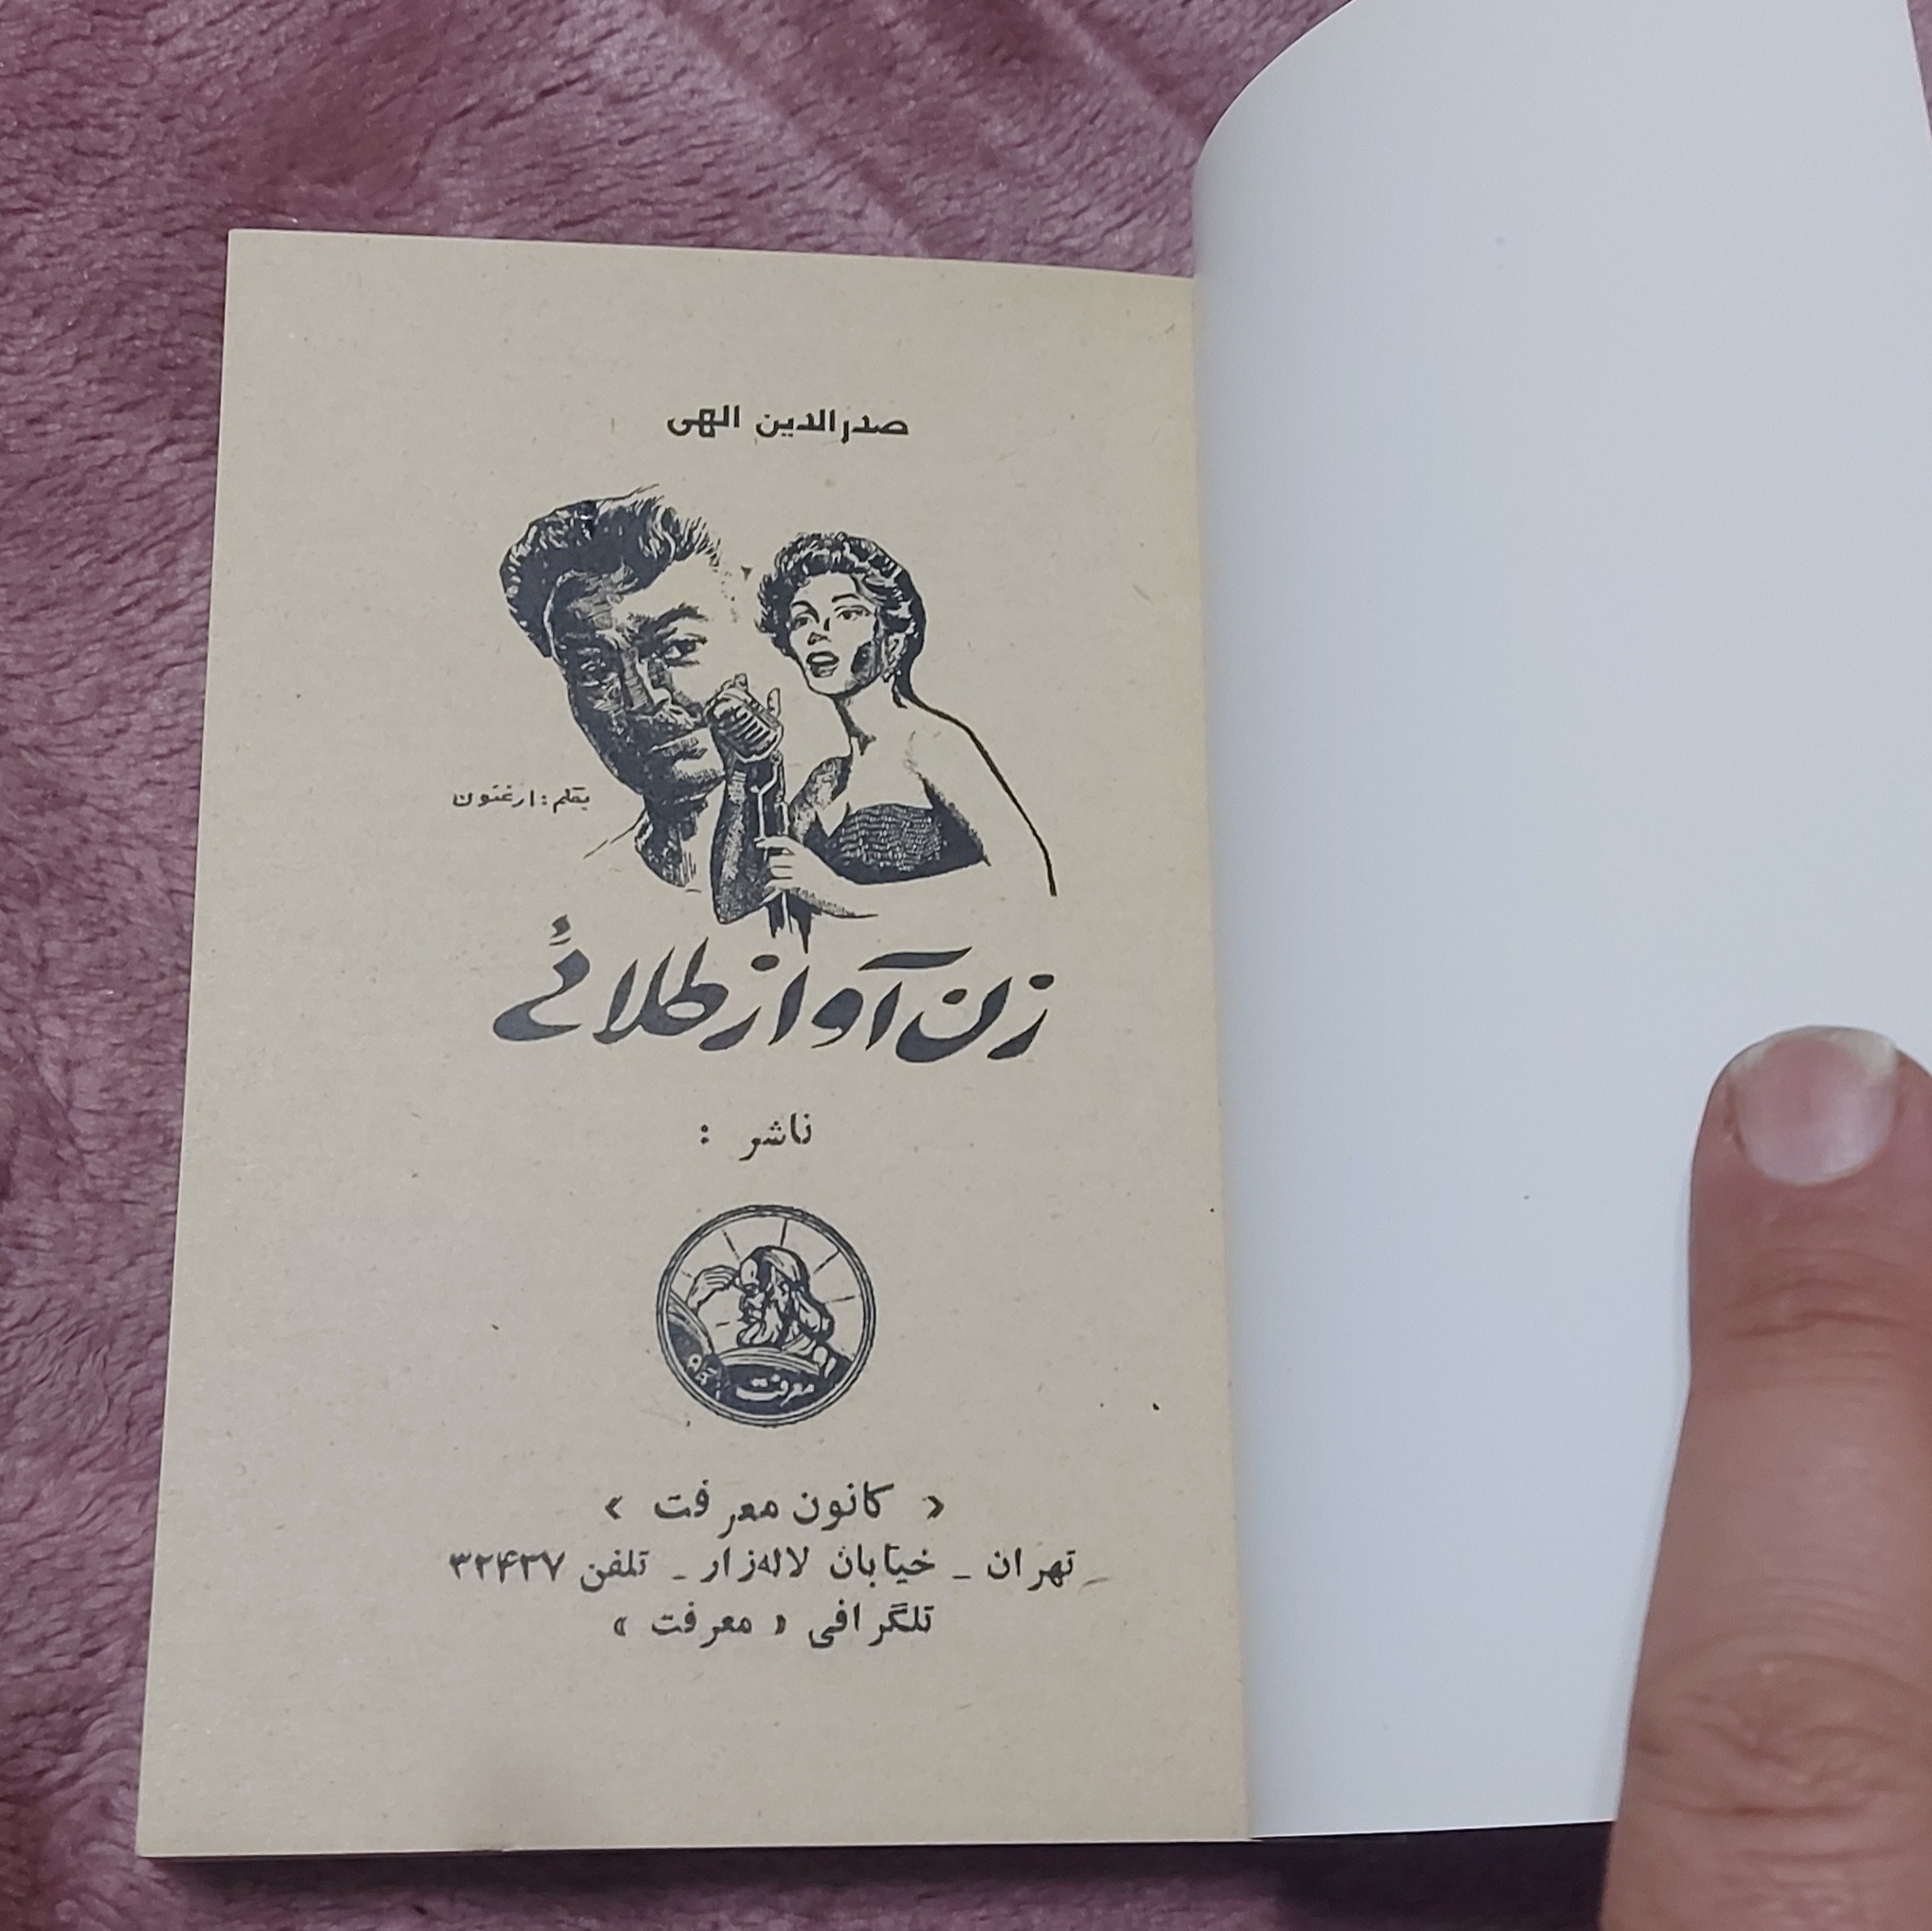 صدرالدین الهی
بقلم : ارغنون
زن آواز طلائی
ناشر :
معرفت
« کانون معرفت »
تهران _ خیابان لاله‌زار _ تلفن ۳۲۴۳۷
تلگرافی « معرفت »